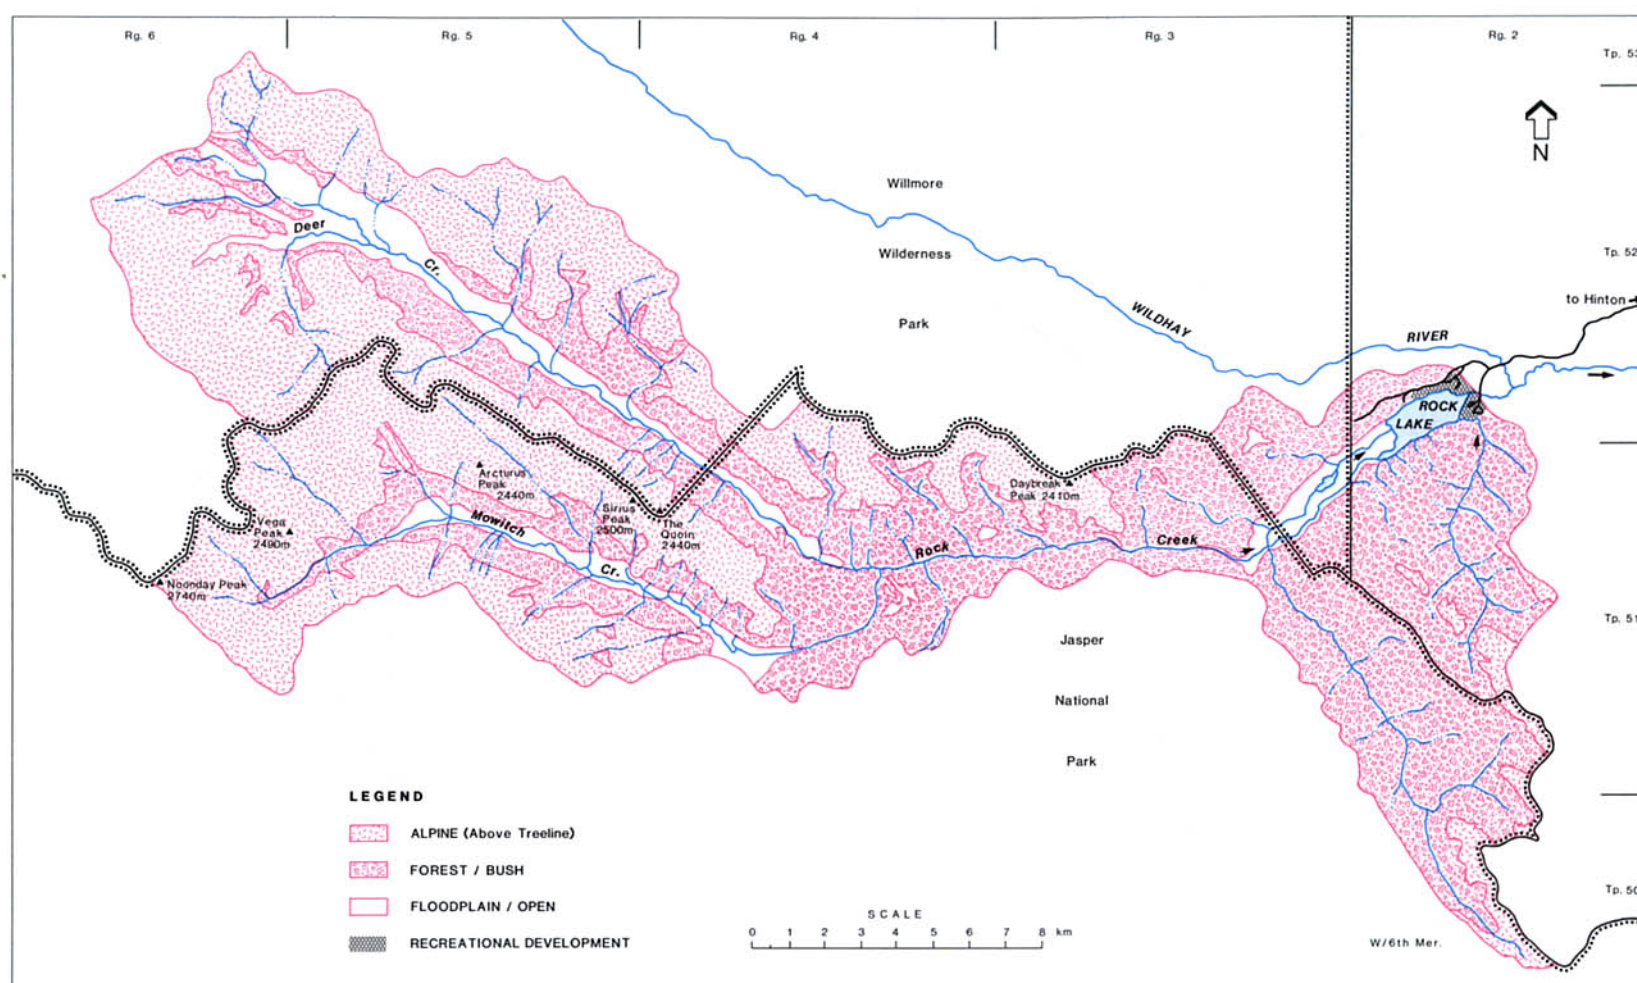 Rg. 6
Rg. 5
Rg. 4
Rg. 3
Rg. 2
Tp. 53
N
Willmore
Wilderness
Park
Tp. 52
Deer
Cr.
WILDHAY
RIVER
to Hinton
ROCK
LAKE
Arcturus
Peak
2440m
Daybreak
Peak 2410m
Sirius
Peak
2500m
The
Quoin
2440m
Vega
Peak
2490m
Mowitch
Cr.
Rock
Creek
Noonday Peak
2740m
Tp. 51
Jasper
National
Park
LEGEND
ALPINE (Above Treeline)
FOREST / BUSH
FLOODPLAIN / OPEN
RECREATIONAL DEVELOPMENT
SCALE
0 1 2 3 4 5 6 7 8 km
Tp. 50
W/6th Mer.